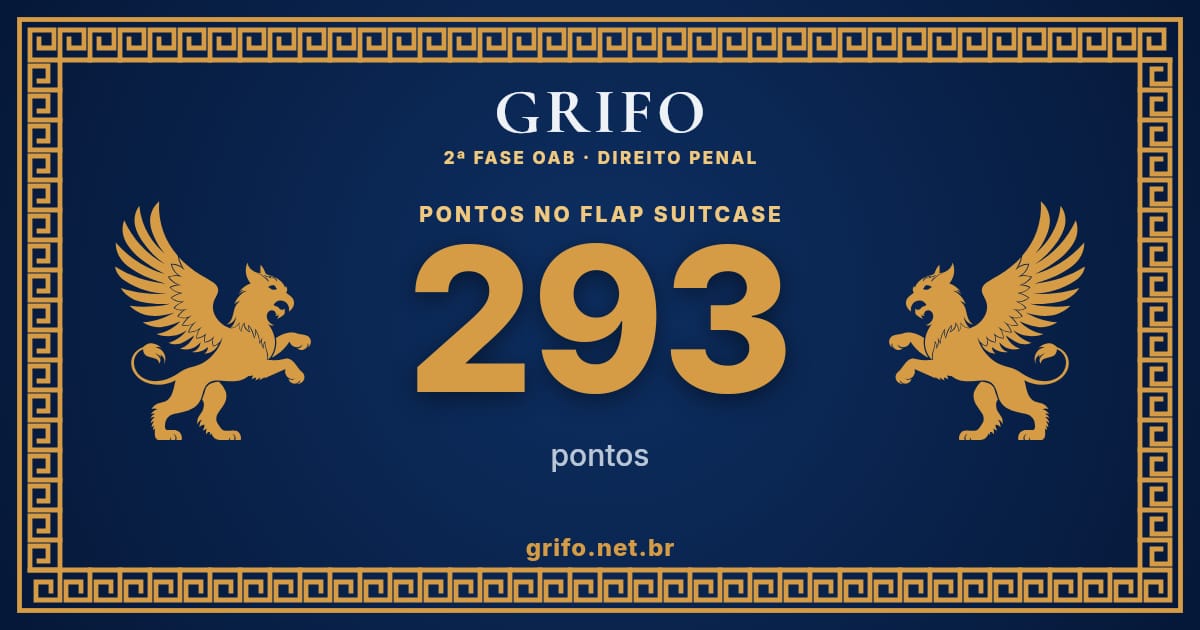 GRIFO
2ª FASE OAB · DIREITO PENAL
PONTOS NO FLAP SUITCASE
293
pontos
grifo.net.br